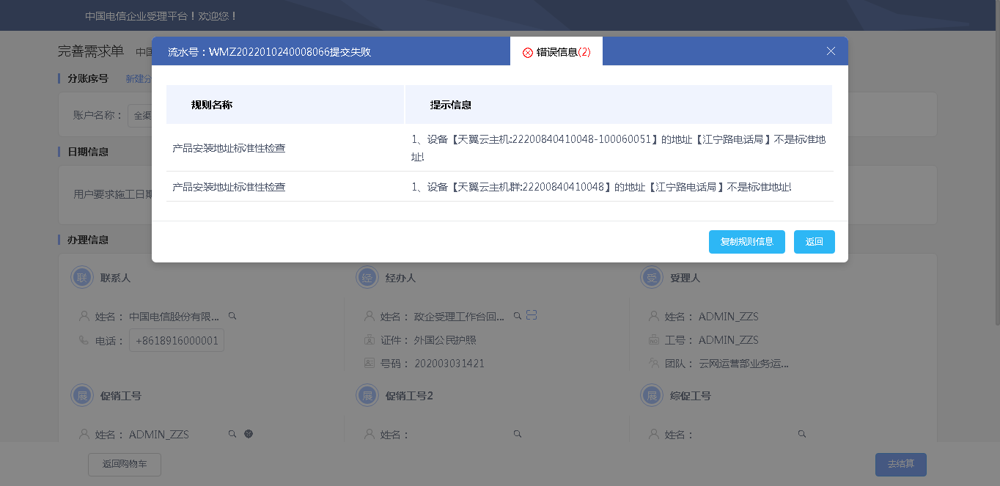 中国电信企业受理平台！欢迎您！
完善需求单 中国
流水号：WMZ2022010240008066提交失败
错误信息(2)
分账序号 新建分
规则名称 提示信息
账户名称： 全渠
产品安装地址标准性检查
1、设备【天翼云主机:22200840410048-100060051】的地址【江宁路电话局】不是标准地
址!
日期信息
产品安装地址标准性检查
1、设备【天翼云主机群:22200840410048】的地址【江宁路电话局】不是标准地址!
用户要求施工日期
办理信息
复制规则信息 返回
联 联系人
经 经办人
受 受理人
姓名： 中国电信股份有限...
姓名： 政企受理工作台回...
姓名： ADMIN_ZZS
电话： +8618916000001
证件： 外国公民护照
工号： ADMIN_ZZS
号码： 202003031421
团队： 云网运营部业务运...
展 促销工号
展 促销工号2
展 综促工号
姓名： ADMIN_ZZS
姓名：
姓名：
返回购物车
去结算